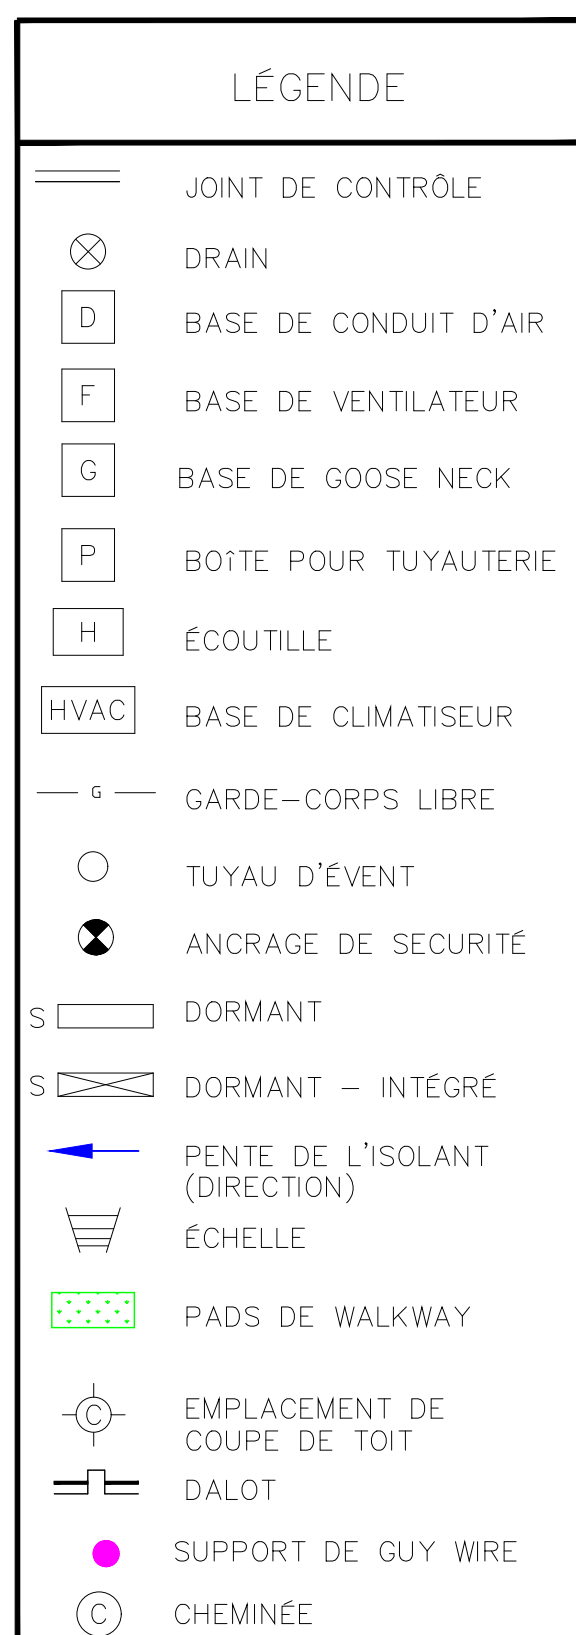 LÉGENDE
JOINT DE CONTRÔLE
DRAIN
D BASE DE CONDUIT D'AIR
F BASE DE VENTILATEUR
G BASE DE GOOSE NECK
P BOîTE POUR TUYAUTERIE
H ÉCOUTILLE
HVAC BASE DE CLIMATISEUR
G GARDE-CORPS LIBRE
TUYAU D'ÉVENT
ANCRAGE DE SECURITÉ
S DORMANT
S DORMANT - INTÉGRÉ
PENTE DE L'ISOLANT
(DIRECTION)
ÉCHELLE
PADS DE WALKWAY
C EMPLACEMENT DE
COUPE DE TOIT
DALOT
SUPPORT DE GUY WIRE
C CHEMINÉE